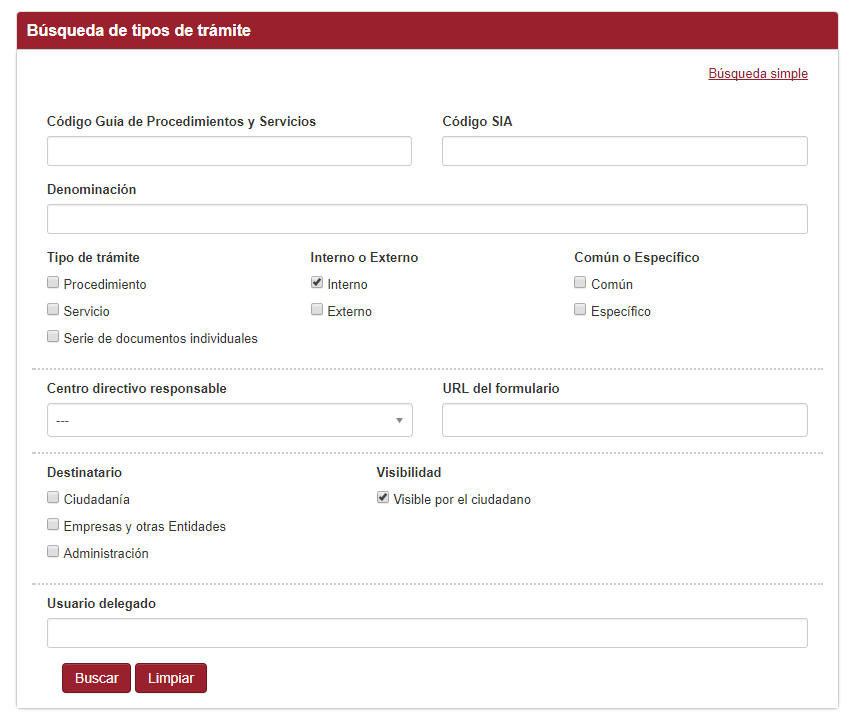 Búsqueda de tipos de trámite
Búsqueda simple
Código Guía de Procedimientos y Servicios
Código SIA
Denominación
Tipo de trámite
Interno o Externo
Común o Específico
Procedimiento
Interno
Común
Servicio
Externo
Específico
Serie de documentos individuales
Centro directivo responsable
URL del formulario
---
Destinatario
Visibilidad
Ciudadanía
Visible por el ciudadano
Empresas y otras Entidades
Administración
Usuario delegado
Buscar
Limpiar